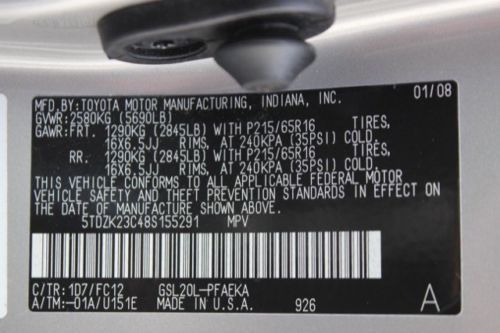 MFD.BY:TOYOTA MOTOR MANUFACTURING, INDIANA, INC. 01/08
GVWR:2580KG (5690LB)
GAWR:FRT. 1290KG (2845LB) WITH P215/65R16 TIRES,
16X6.5JJ RIMS, AT 240KPA (35PSI) COLD.
RR. 1290KG (2845LB) WITH P215/65R16 TIRES,
16X6.5JJ RIMS, AT 240KPA (35PSI) COLD.
THIS VEHICLE CONFORMS TO ALL APPLICABLE FEDERAL MOTOR
VEHICLE SAFETY AND THEFT PREVENTION STANDARDS IN EFFECT ON
THE DATE OF MANUFACTURE SHOWN ABOVE.
5TDZK23C48S155291 MPV
C/TR:1D7/FC12 GSL20L-PFAEKA
A/TM:-01A/U151E MADE IN U.S.A. 926 A